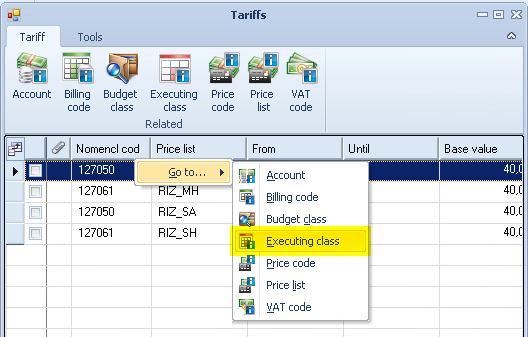 Tariffs
Tariff Tools
Account Billing code Budget class Executing class Price code Price list VAT code
Related
Nomencl cod Price list From Until Base value
127050 40,0
Go to...
127061 RIZ_MH 40,0
127050 RIZ_SA 40,0
127061 RIZ_SH 40,0
Account
Billing code
Budget class
Executing class
Price code
Price list
VAT code